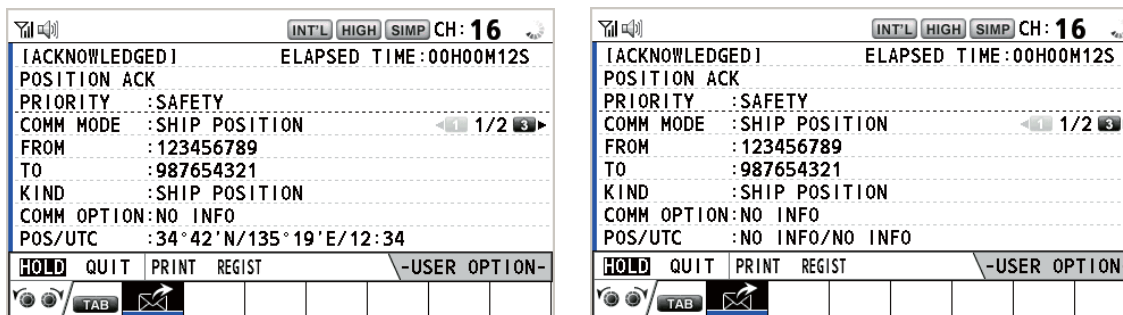 INT'L HIGH SIMP CH: 16
[ACKNOWLEDGED] ELAPSED TIME:00H00M12S
POSITION ACK
PRIORITY :SAFETY
COMM MODE :SHIP POSITION 1 1/2 3
FROM :123456789
TO :987654321
KIND :SHIP POSITION
COMM OPTION:NO INFO
POS/UTC :34°42'N/135°19'E/12:34
HOLD QUIT PRINT REGIST -USER OPTION-
TAB
INT'L HIGH SIMP CH: 16
[ACKNOWLEDGED] ELAPSED TIME:00H00M12S
POSITION ACK
PRIORITY :SAFETY
COMM MODE :SHIP POSITION 1 1/2 3
FROM :123456789
TO :987654321
KIND :SHIP POSITION
COMM OPTION:NO INFO
POS/UTC :NO INFO/NO INFO
HOLD QUIT PRINT REGIST -USER OPTION
TAB